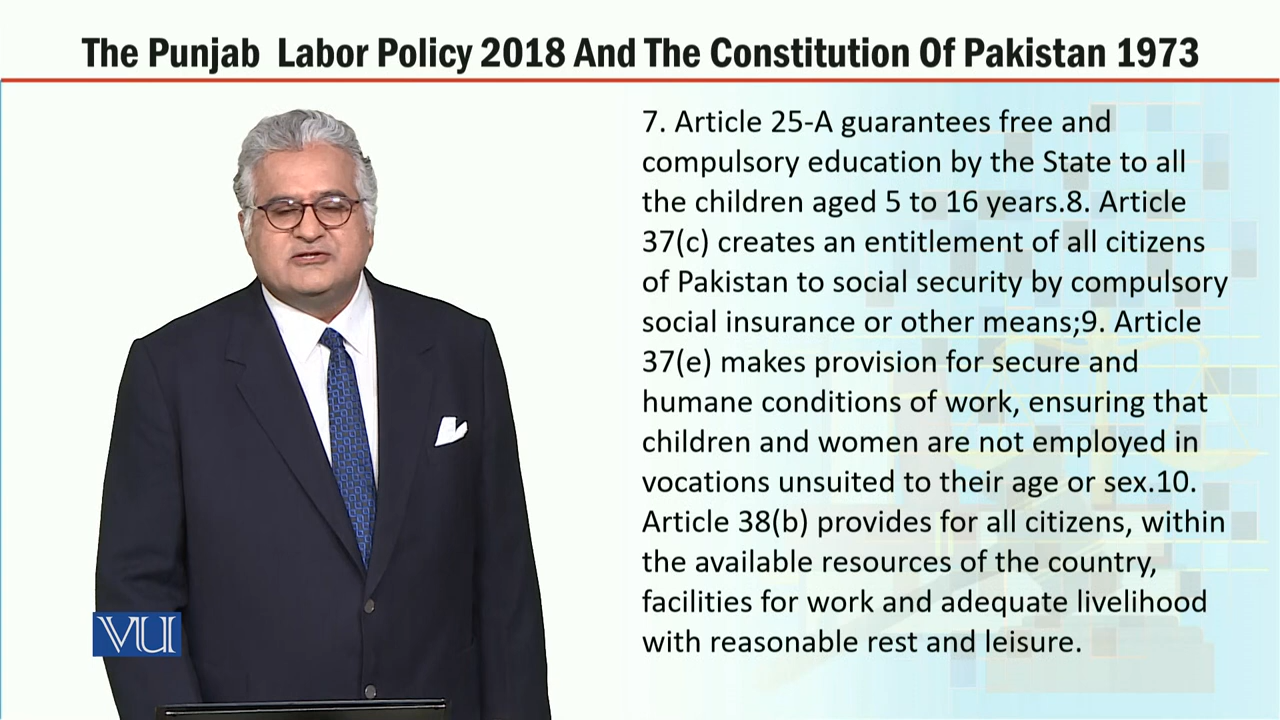 The Punjab Labor Policy 2018 And The Constitution Of Pakistan 1973
7. Article 25-A guarantees free and
compulsory education by the State to all
the children aged 5 to 16 years.8. Article
37(c) creates an entitlement of all citizens
of Pakistan to social security by compulsory
social insurance or other means;9. Article
37(e) makes provision for secure and
humane conditions of work, ensuring that
children and women are not employed in
vocations unsuited to their age or sex.10.
Article 38(b) provides for all citizens, within
the available resources of the country,
facilities for work and adequate livelihood
with reasonable rest and leisure.
VU